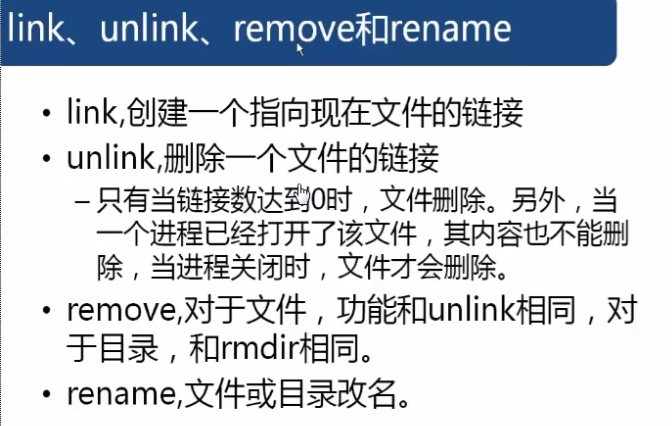 link、unlink、remove和rename
• link,创建一个指向现在文件的链接
• unlink,删除一个文件的链接
– 只有当链接数达到0时，文件删除。另外，当
一个进程已经打开了该文件，其内容也不能删
除，当进程关闭时，文件才会删除。
• remove,对于文件，功能和unlink相同，对
于目录，和rmdir相同。
• rename,文件或目录改名。